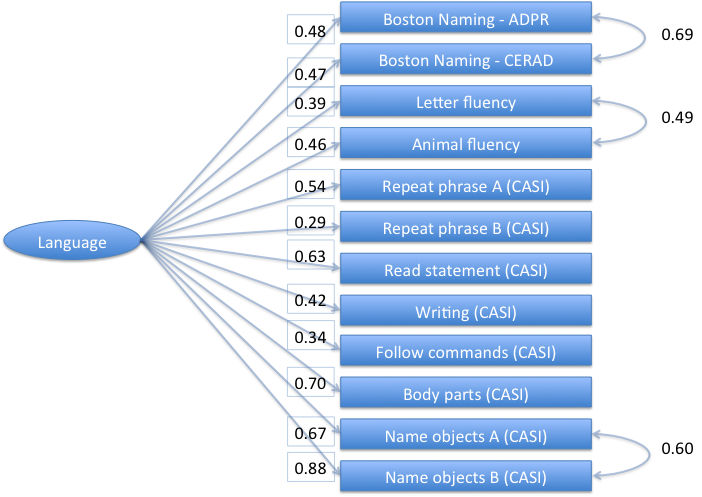 0.48
Boston Naming - ADPR
0.69
0.47
Boston Naming - CERAD
0.39
Letter fluency
0.49
0.46
Animal fluency
0.54
Repeat phrase A (CASI)
0.29
Repeat phrase B (CASI)
Language
0.63
Read statement (CASI)
0.42
Writing (CASI)
0.34
Follow commands (CASI)
0.70
Body parts (CASI)
0.67
Name objects A (CASI)
0.60
0.88
Name objects B (CASI)